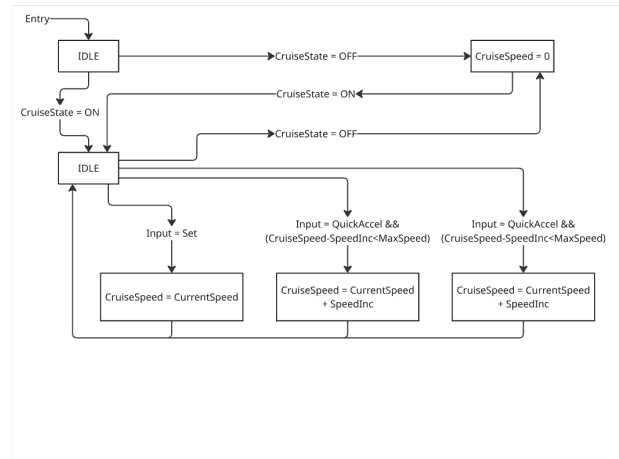 Entry
IDLE
CruiseState = OFF
CruiseSpeed = 0
CruiseState = ON
CruiseState = ON
CruiseState = OFF
IDLE
Input = Set
Input = QuickAccel &&
(CruiseSpeed-SpeedInc<MaxSpeed)
Input = QuickAccel &&
(CruiseSpeed-SpeedInc<MaxSpeed)
CruiseSpeed = CurrentSpeed
CruiseSpeed = CurrentSpeed
+ SpeedInc
CruiseSpeed = CurrentSpeed
+ SpeedInc